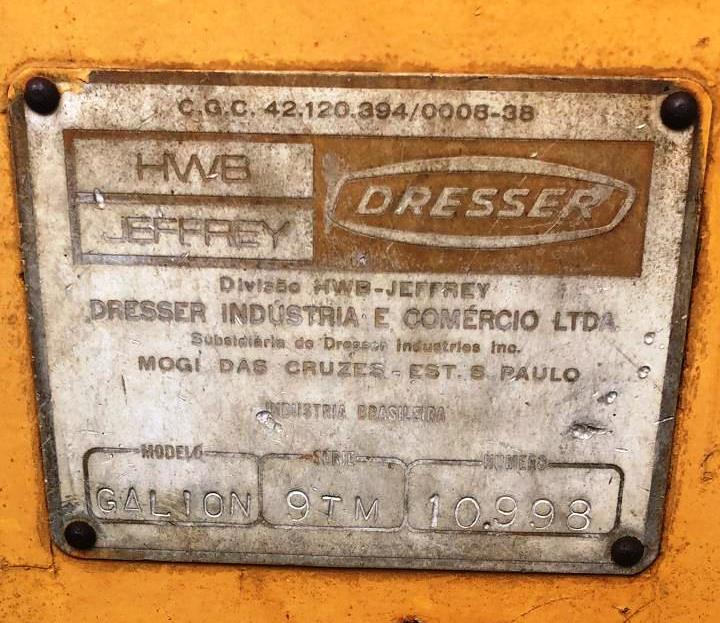 C.G.C. 42.120.394/0008-38
HWB
JEFFREY
DRESSER
Divisão HWB-JEFFREY
DRESSER INDÚSTRIA E COMÉRCIO LTDA
Subsidiária de Dresser Industries Inc.
MOGI DAS CRUZES - EST. S. PAULO
INDÚSTRIA BRASILEIRA
MODELO SÉRIE NÚMERO
GALION 9TM 10.998